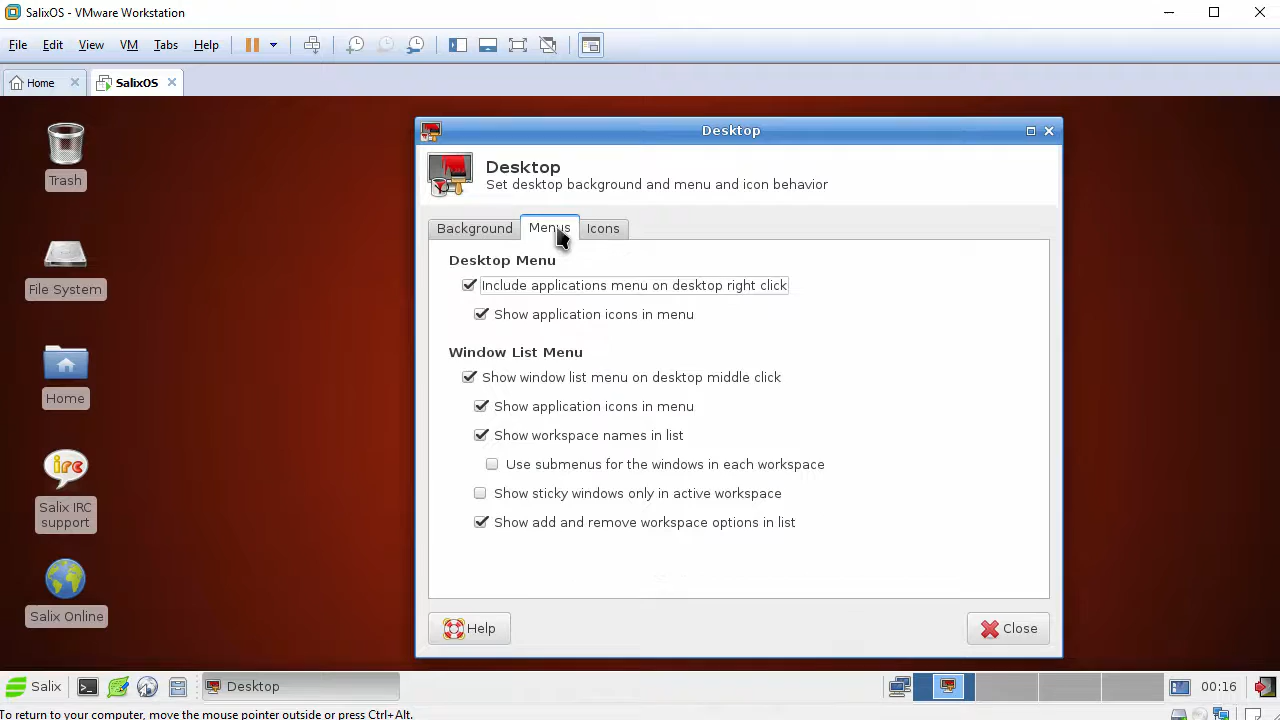 SalixOS - VMware Workstation
File Edit View VM Tabs Help
Home SalixOS
Trash
File System
Home
irc
Salix IRC
support
Salix Online
Desktop
Desktop
Set desktop background and menu and icon behavior
Background Menus Icons
Desktop Menu
Include applications menu on desktop right click
Show application icons in menu
Window List Menu
Show window list menu on desktop middle click
Show application icons in menu
Show workspace names in list
Use submenus for the windows in each workspace
Show sticky windows only in active workspace
Show add and remove workspace options in list
Help Close
Salix Desktop 00:16
To return to your computer, move the mouse pointer outside or press Ctrl+Alt.